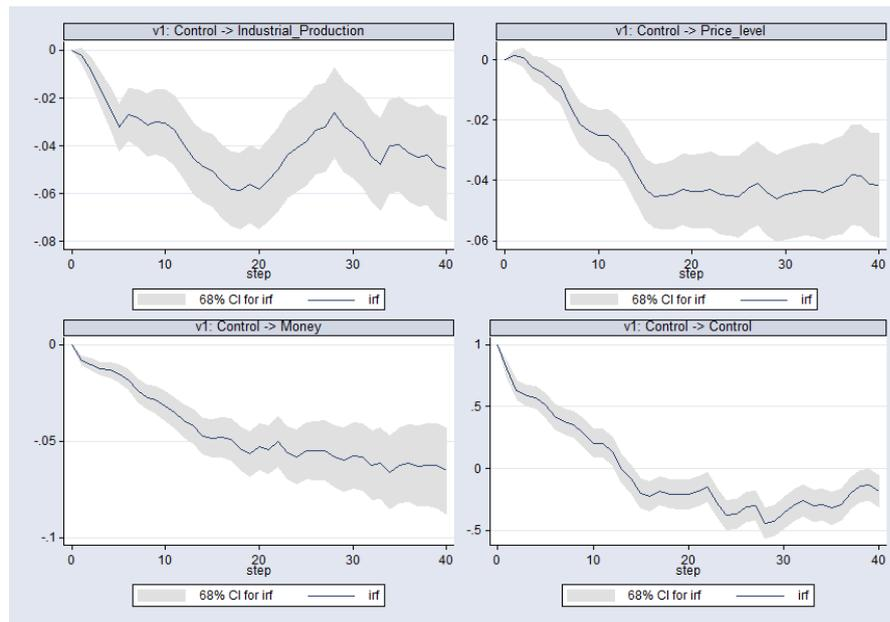 v1: Control -> Industrial_Production
0
-.02
-.04
-.06
-.08
0
10
20
30
40
step
68% CI for irf
irf
v1: Control -> Price_level
0
-.02
-.04
-.06
0
10
20
30
40
step
68% CI for irf
irf
v1: Control -> Money
0
-.05
-.1
0
10
20
30
40
step
68% CI for irf
irf
v1: Control -> Control
1
.5
0
-.5
0
10
20
30
40
step
68% CI for irf
irf